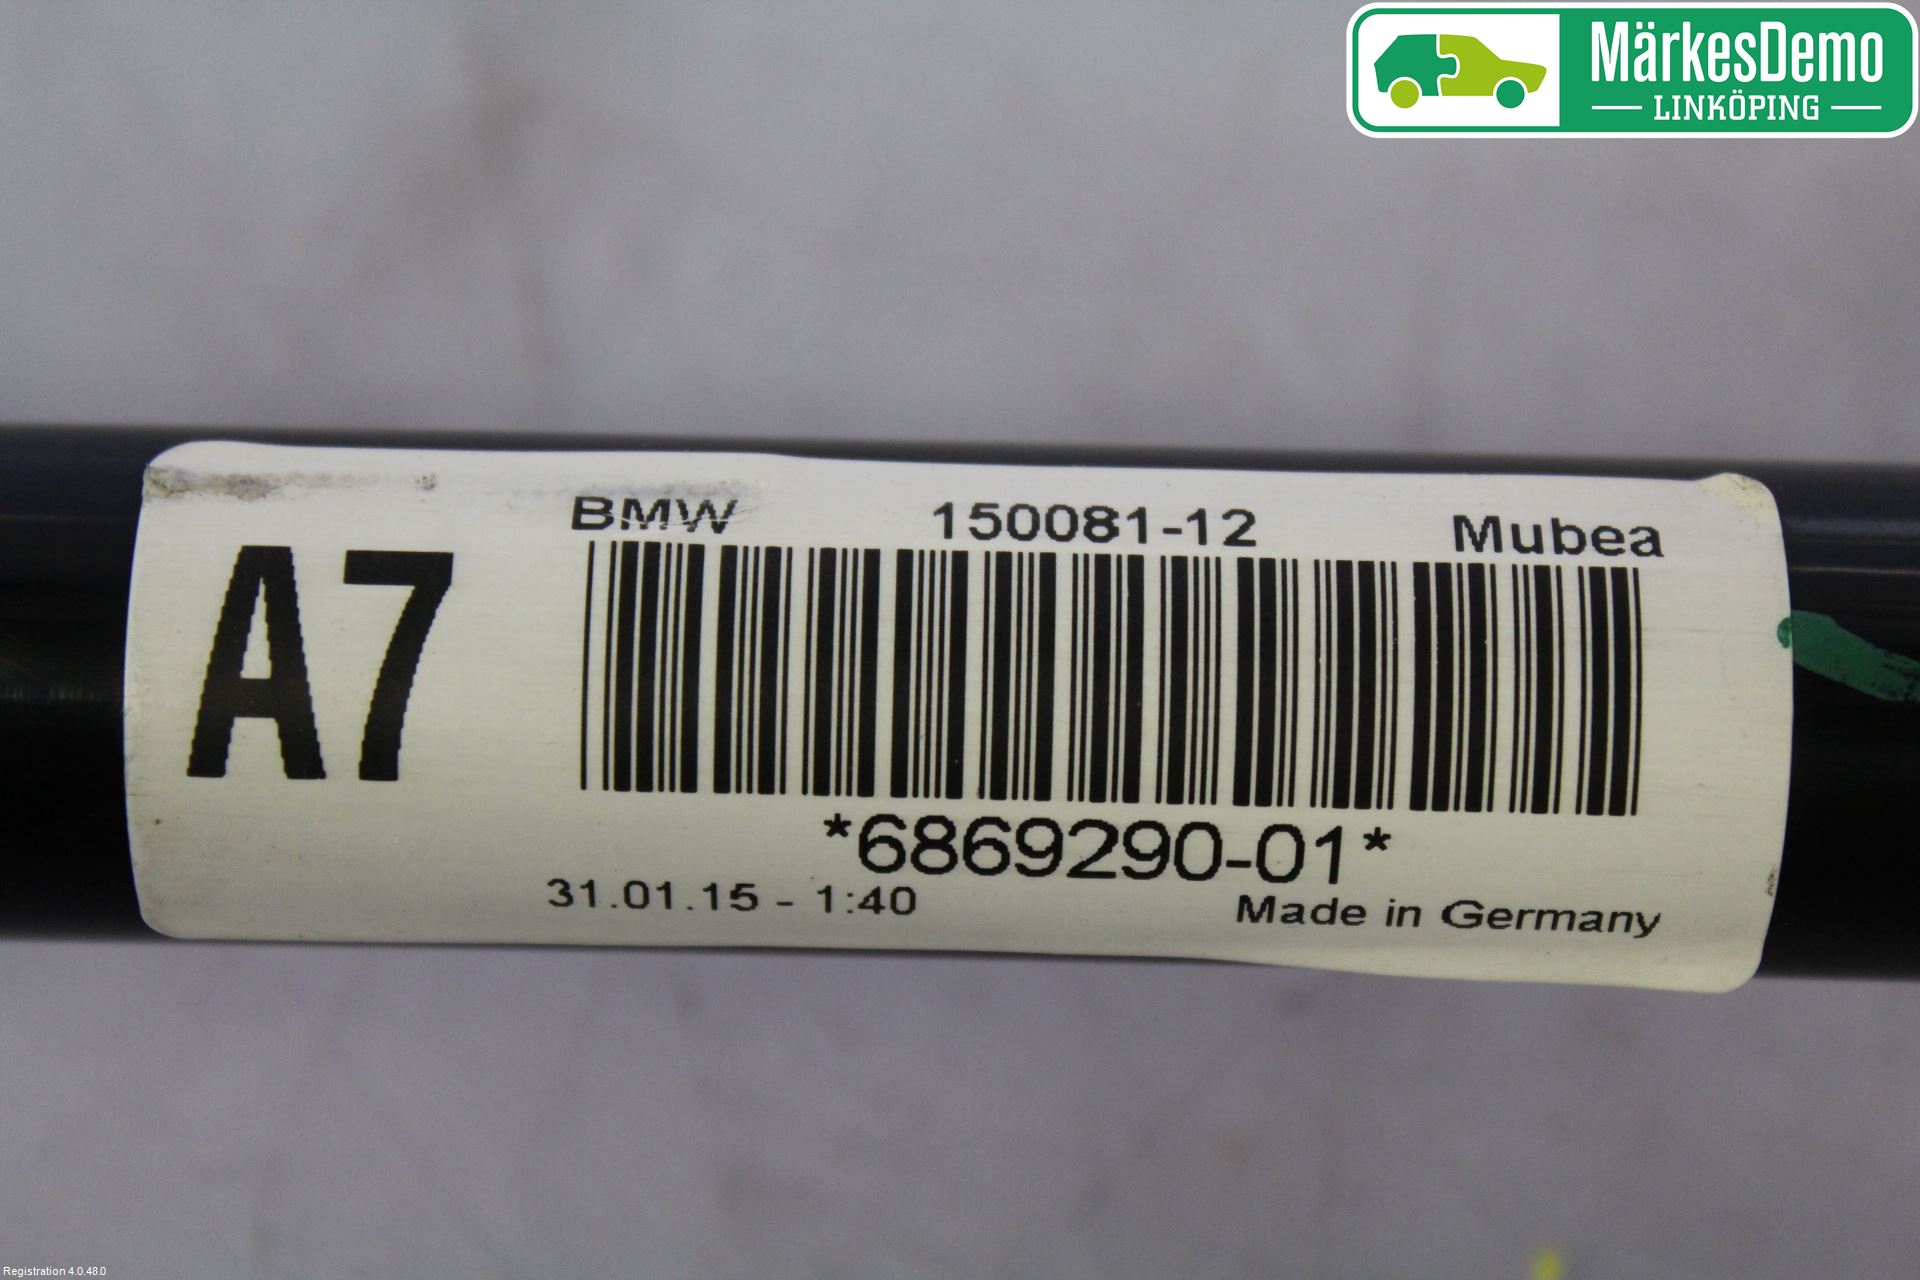 MärkesDemo
LINKÖPING
BMW 150081-12 Mubea
A7
*6869290-01*
31.01.15 - 1:40 Made in Germany
Registration 4.0.48.0